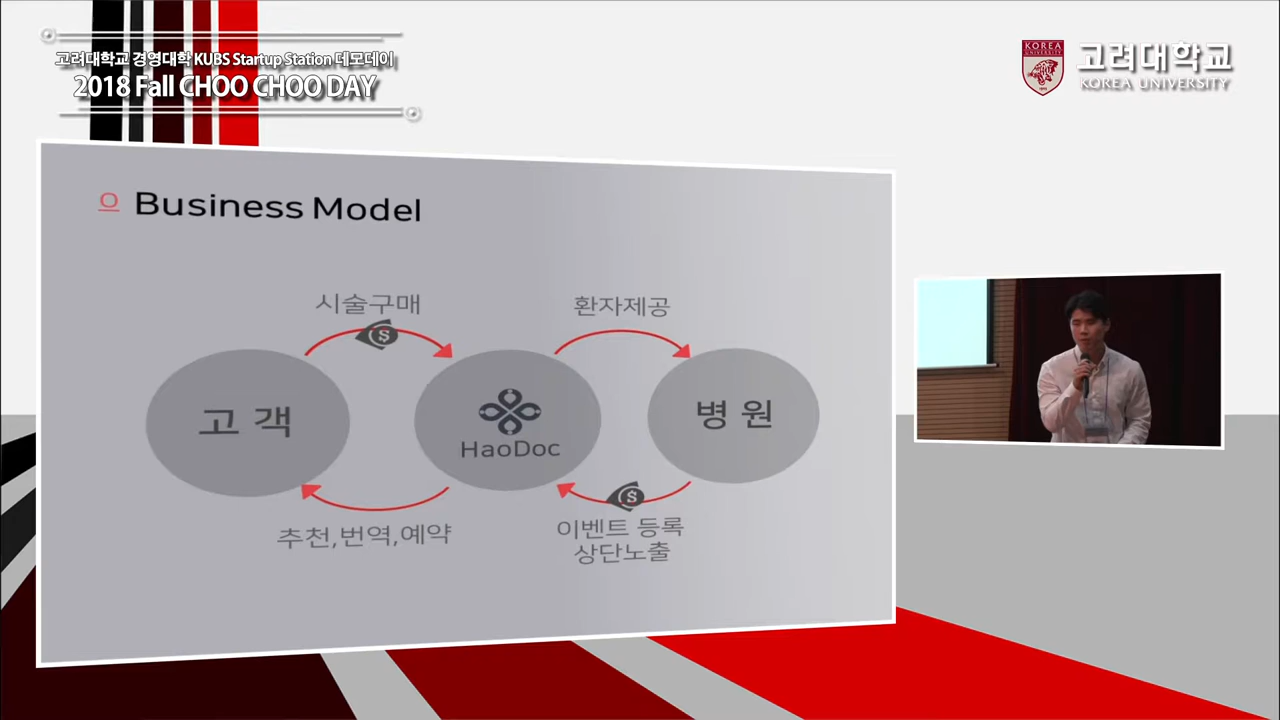 고려대학교 경영대학 KUBS Startup Station 데모데이
2018 Fall CHOO CHOO DAY
KOREA
UNIVERSITY
고려대학교
KOREA UNIVERSITY
Business Model
시술구매
환자제공
고객
HaoDoc
병원
추천,번역,예약
이벤트 등록
상단노출